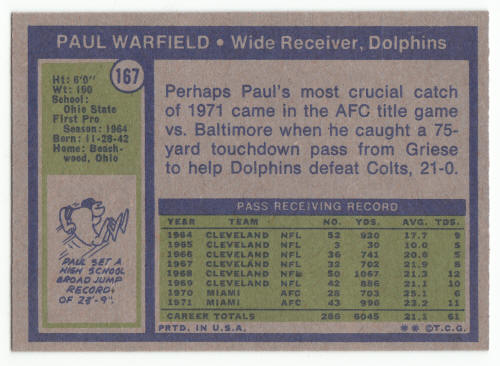 PAUL WARFIELD • Wide Receiver, Dolphins
167
Ht: 6'0"
Wt: 190
School:
Ohio State
First Pro
Season: 1964
Born: 11-28-42
Home: Beach-
wood, Ohio
Perhaps Paul's most crucial catch
of 1971 came in the AFC title game
vs. Baltimore when he caught a 75-
yard touchdown pass from Griese
to help Dolphins defeat Colts, 21-0.
PAUL SET A
HIGH SCHOOL
BROAD JUMP
RECORD
OF 23'-9".
PASS RECEIVING RECORD
YEAR TEAM NO. YDS. AVG. TDS.
1964 CLEVELAND NFL 52 920 17.7 9
1965 CLEVELAND NFL 3 30 10.0 5
1966 CLEVELAND NFL 36 741 20.6 5
1967 CLEVELAND NFL 32 702 21.9 8
1968 CLEVELAND NFL 50 1067 21.3 12
1969 CLEVELAND NFL 42 886 21.1 10
1970 MIAMI AFC 28 703 25.1 6
1971 MIAMI AFC 43 996 23.2 11
CAREER TOTALS 286 6045 21.1 61
PRTD. IN U.S.A. ** © T.C.G.